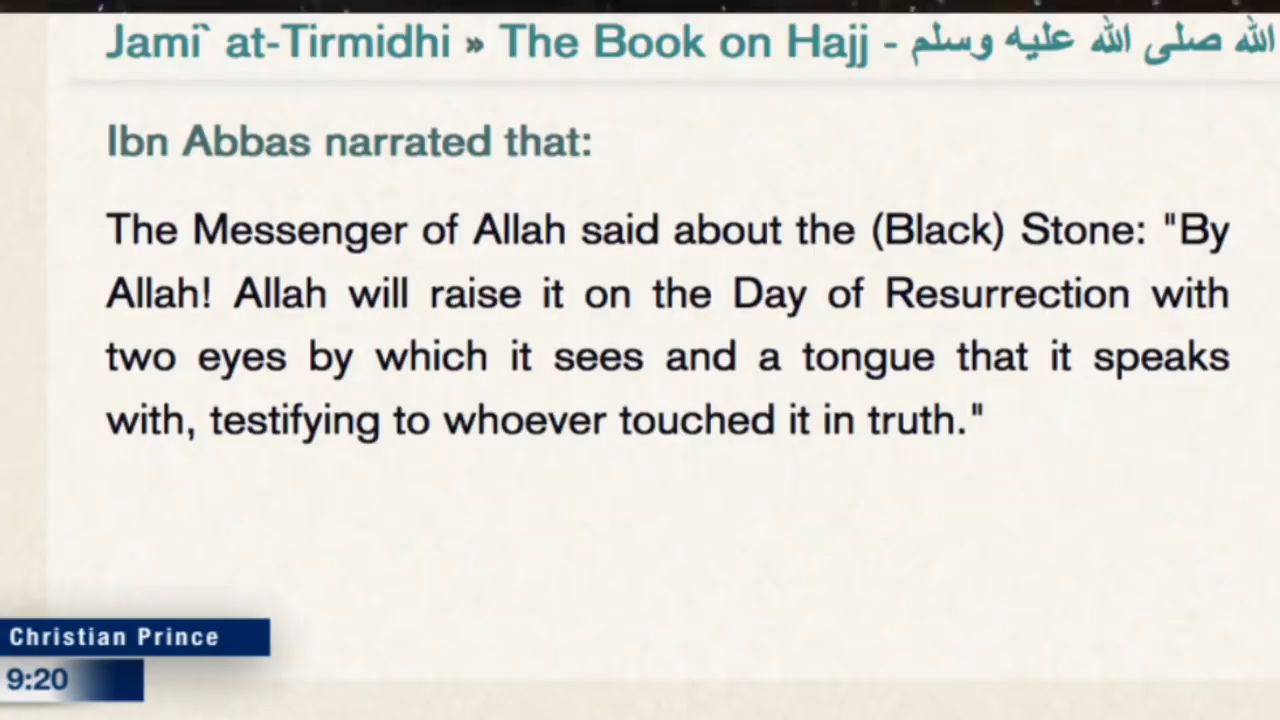 Jami` at-Tirmidhi » The Book on Hajj - الله صلى الله عليه وسلم
Ibn Abbas narrated that:
The Messenger of Allah said about the (Black) Stone: "By
Allah! Allah will raise it on the Day of Resurrection with
two eyes by which it sees and a tongue that it speaks
with, testifying to whoever touched it in truth."
Christian Prince
9:20